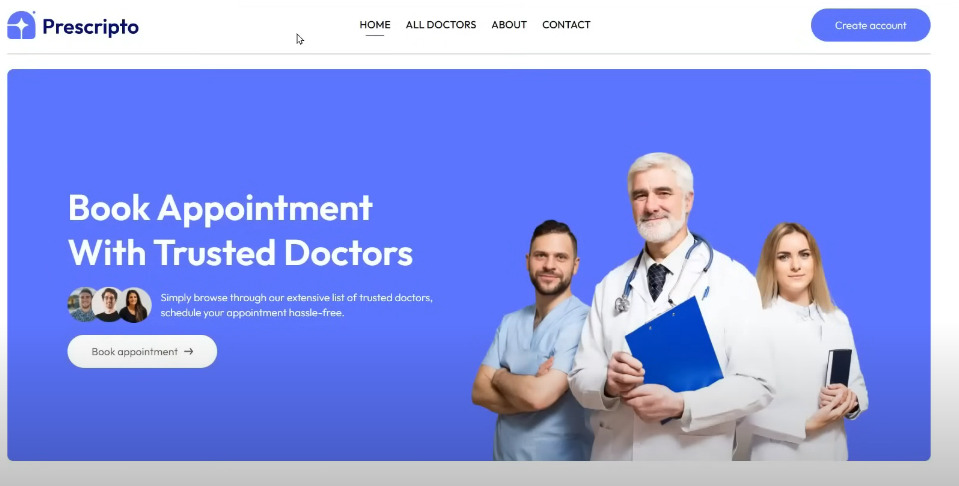 Prescripto
HOME ALL DOCTORS ABOUT CONTACT
Create account
Book Appointment
With Trusted Doctors
Simply browse through our extensive list of trusted doctors,
schedule your appointment hassle-free.
Book appointment →